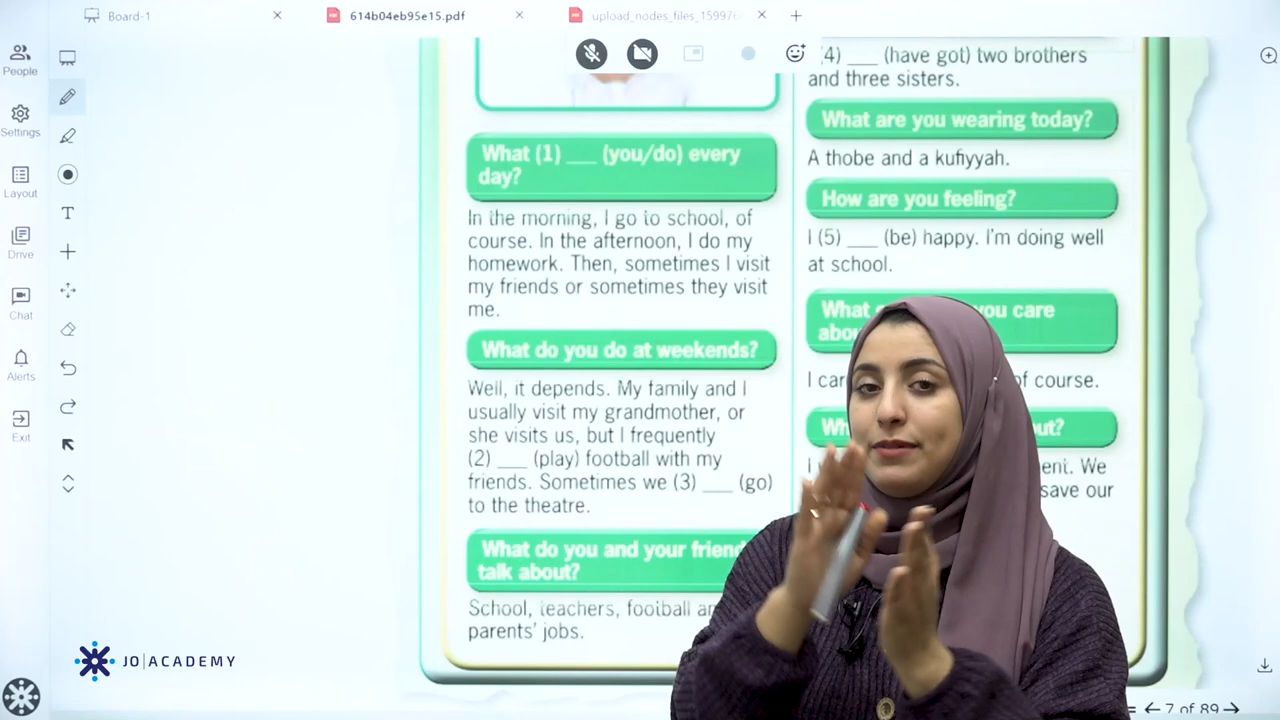 Board-1
614b04eb95e15.pdf
upload_nodes_files_15997
People
Settings
Layout
Drive
Chat
Alerts
Exit
What (1) ___ (you/do) every
day?
In the morning, I go to school, of
course. In the afternoon, I do my
homework. Then, sometimes I visit
my friends or sometimes they visit
me.
What do you do at weekends?
Well, it depends. My family and I
usually visit my grandmother, or
she visits us, but I frequently
(2) ___ (play) football with my
friends. Sometimes we (3) ___ (go)
to the theatre.
What do you and your friend
talk about?
School, teachers, football
parents' jobs.
(4) ___ (have got) two brothers
and three sisters.
What are you wearing today?
A thobe and a kufiyyah.
How are you feeling?
I (5) ___ (be) happy. I'm doing well
at school.
What you care
I of course.
I We
save our
JO|ACADEMY
7 of 89